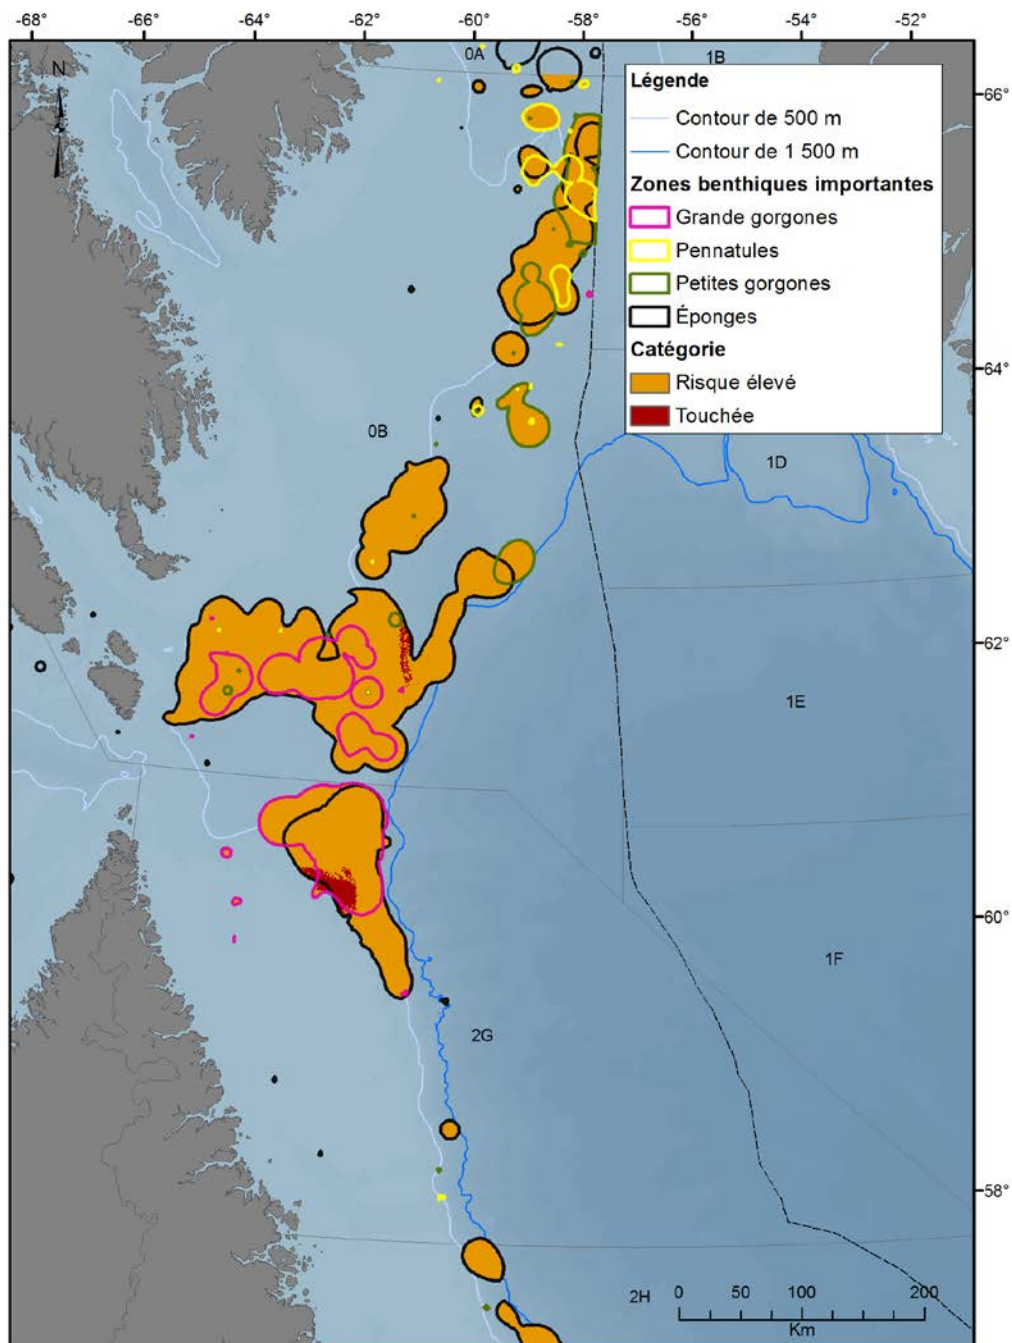 -68° -66° -64° -62° -60° -58° -56° -54° -52°
0A
1B
N
66°
Légende
Contour de 500 m
Contour de 1 500 m
Zones benthiques importantes
Grande gorgones
Pennatules
Petites gorgones
Éponges
Catégorie
Risque élevé
Touchée
64°
0B
1D
62°
1E
60°
1F
2G
58°
2H
0 50 100 200
Km